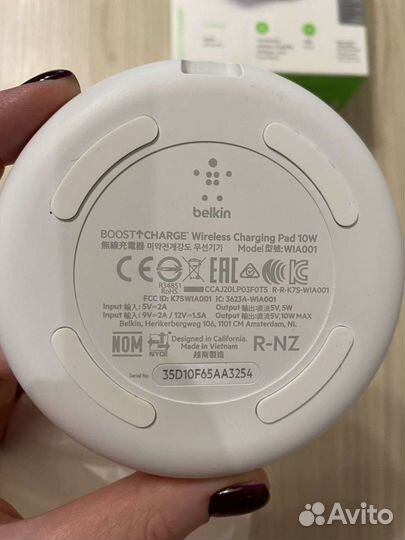 belkin
BOOST↑CHARGE™ Wireless Charging Pad 10W
無線充電器 미약전계강도 무선기기 Model 型號: WIA001
R34851
RoHS
CCAJ20LP03F0T5 R-R-K7S-WIA001
FCC ID: K7SWIA001 IC: 3623A-WIA001
Input 輸入: 5V⎓2A Output 輸出: 5V, 5W
Input 輸入: 9V⎓2A / 12V⎓1.5A Output 輸出: 5V, 10W MAX
Belkin, Herikerbergweg 106, 1101 CM Amsterdam, NL
NOM
NYCE
Designed in California.
Made in Vietnam
越南製造
R-NZ
Serial No. 35D10F65AA3254
Avito